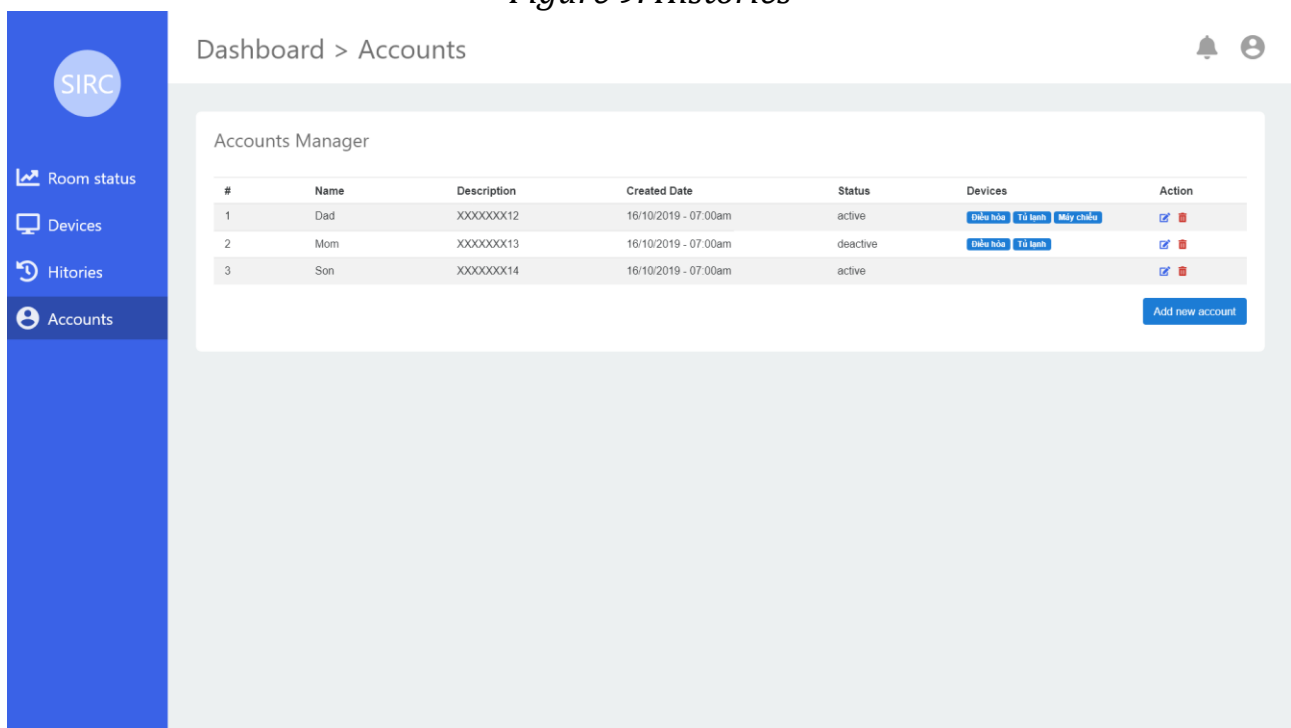 Figure 9: Histories
Dashboard > Accounts
SIRC
Room status
Devices
Hitories
Accounts
Accounts Manager
# Name Description Created Date Status Devices Action
1 Dad XXXXXXX12 16/10/2019 - 07:00am active Điều hòa Tủ lạnh Máy chiếu
2 Mom XXXXXXX13 16/10/2019 - 07:00am deactive Điều hòa Tủ lạnh
3 Son XXXXXXX14 16/10/2019 - 07:00am active
Add new account